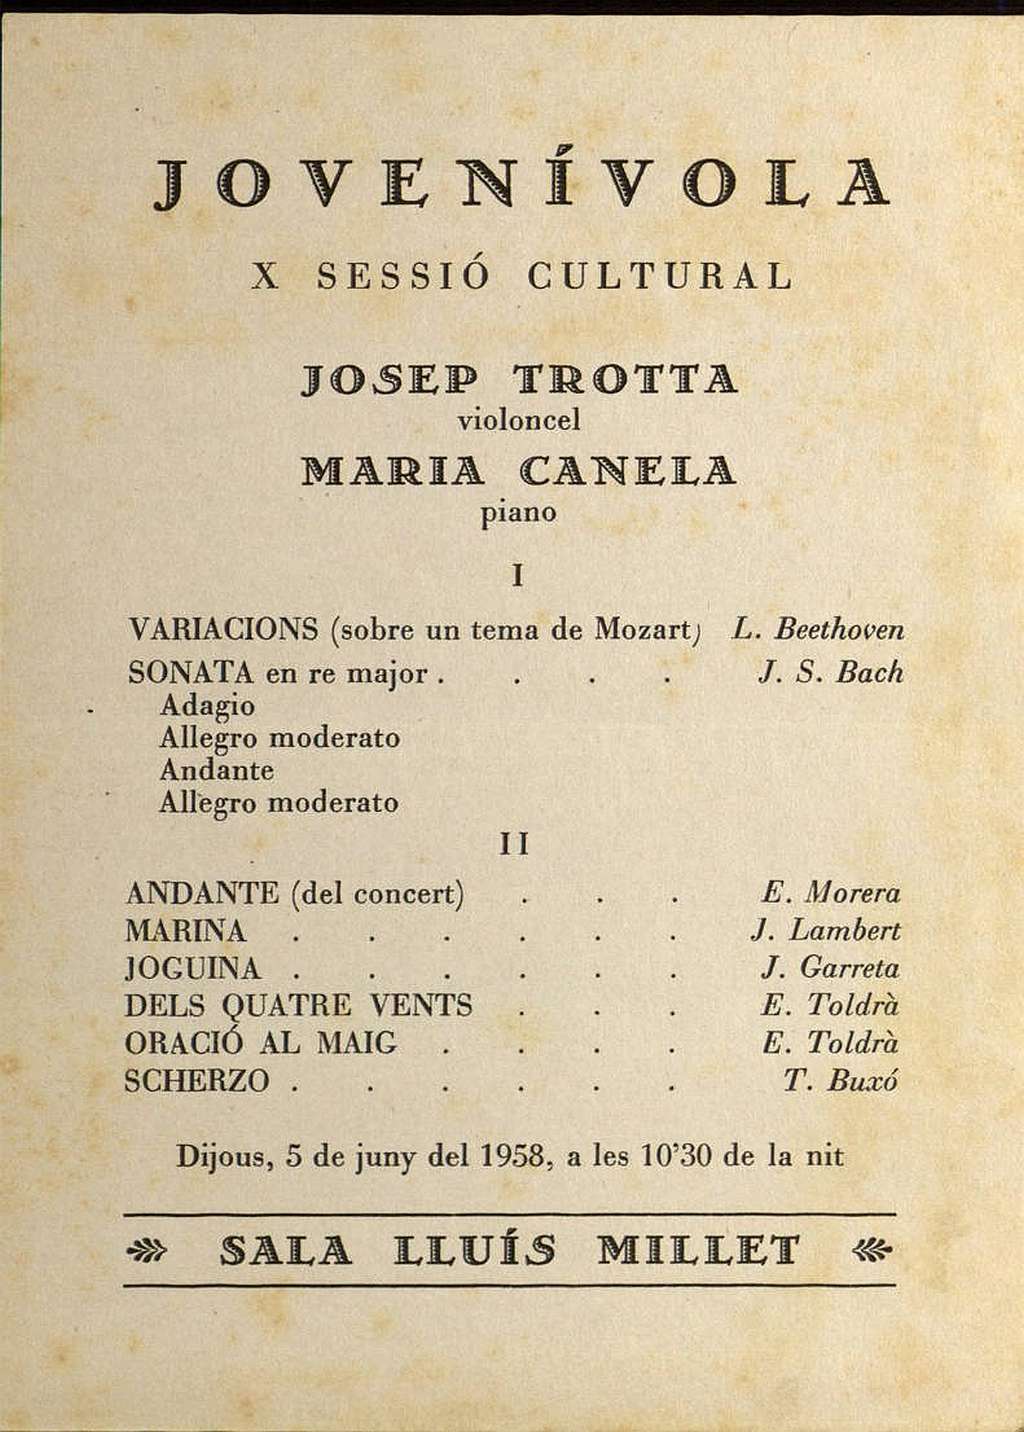 JOVENÍVOLA
X SESSIÓ CULTURAL
JOSEP TROTTA
violoncel
MARIA CANELA
piano
I
VARIACIONS (sobre un tema de Mozart) L. Beethoven
SONATA en re major . . . . J. S. Bach
Adagio
Allegro moderato
Andante
Allegro moderato
II
ANDANTE (del concert) . . . E. Morera
MARINA . . . . . . J. Lambert
JOGUINA . . . . . . J. Garreta
DELS QUATRE VENTS . . . E. Toldrà
ORACIÓ AL MAIG . . . . E. Toldrà
SCHERZO . . . . . . T. Buxó
Dijous, 5 de juny del 1958, a les 10'30 de la nit
SALA LLUÍS MILLET